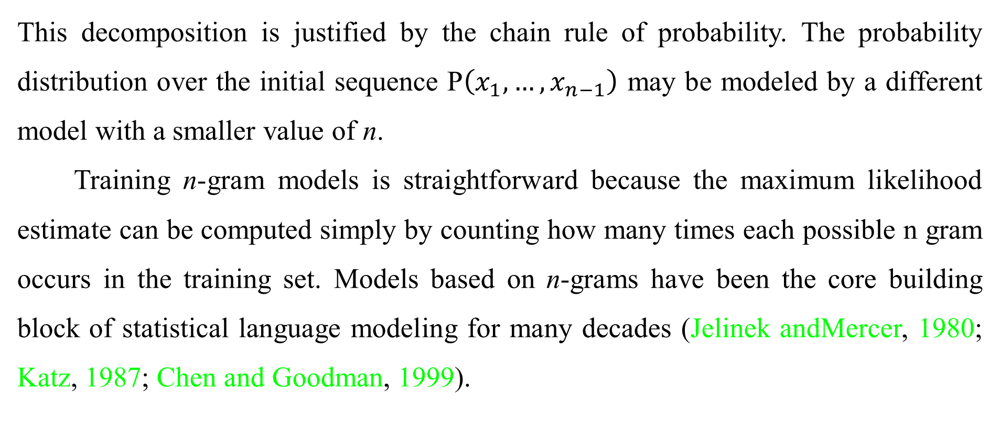 This decomposition is justified by the chain rule of probability. The probability
distribution over the initial sequence P(x₁, … , xₙ₋₁) may be modeled by a different
model with a smaller value of n.
Training n-gram models is straightforward because the maximum likelihood
estimate can be computed simply by counting how many times each possible n gram
occurs in the training set. Models based on n-grams have been the core building
block of statistical language modeling for many decades (Jelinek andMercer, 1980;
Katz, 1987; Chen and Goodman, 1999).